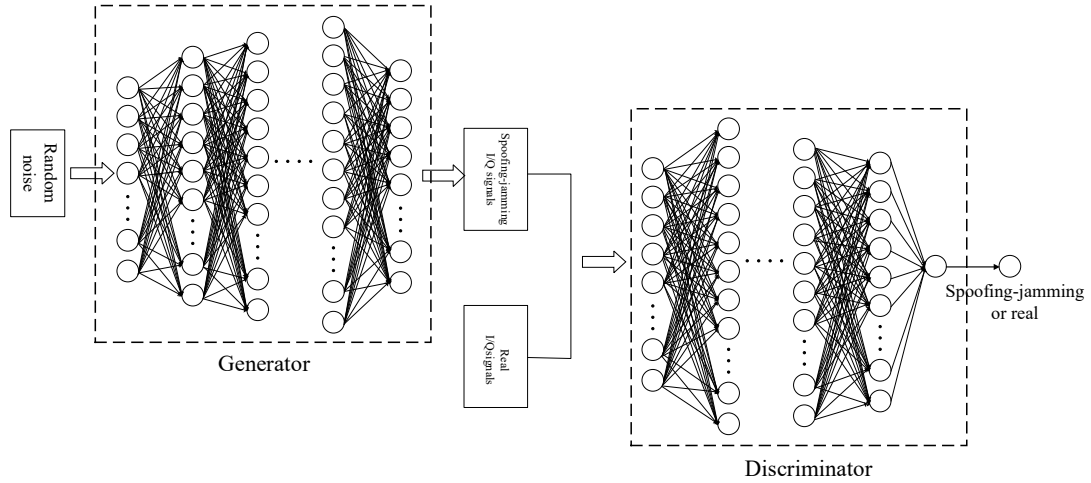 Random
noise
Generator
Spoofing-jamming
I/Q signals
Real
I/Qsignals
Discriminator
Spoofing-jamming
or real